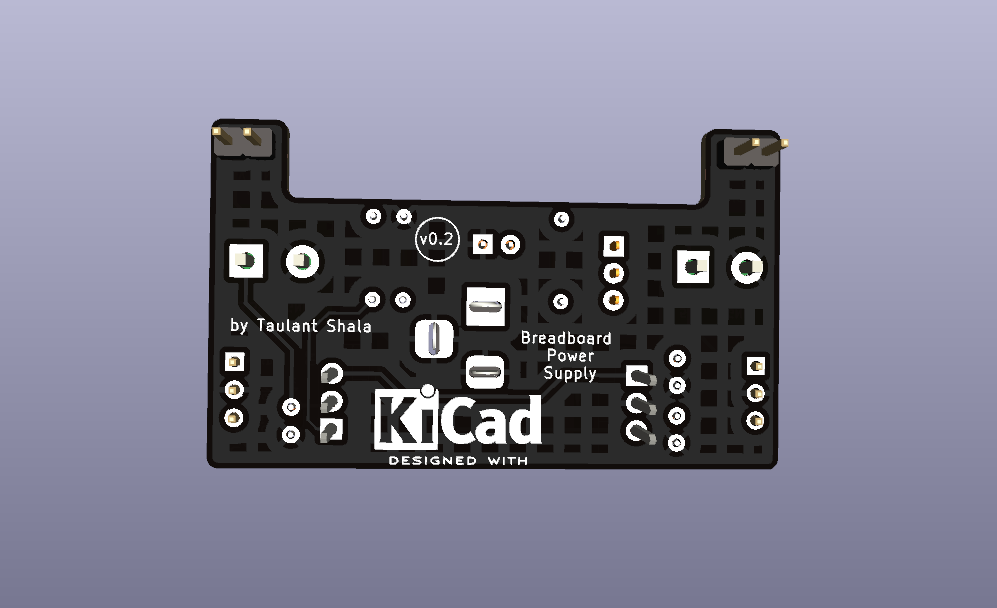 v0.2
by Taulant Shala
Breadboard
Power
Supply
KiCad
DESIGNED WITH